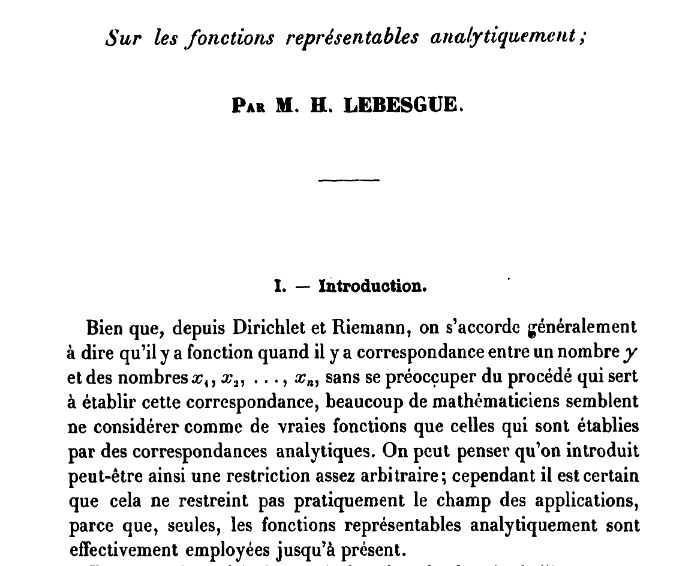 Sur les fonctions représentables analytiquement;
PAR M. H. LEBESGUE.
I. — Introduction.
Bien que, depuis Dirichlet et Riemann, on s'accorde généralement
à dire qu'il y a fonction quand il y a correspondance entre un nombre y
et des nombres x₁, x₂, ..., xₙ, sans se préoccuper du procédé qui sert
à établir cette correspondance, beaucoup de mathématiciens semblent
ne considérer comme de vraies fonctions que celles qui sont établies
par des correspondances analytiques. On peut penser qu'on introduit
peut-être ainsi une restriction assez arbitraire; cependant il est certain
que cela ne restreint pas pratiquement le champ des applications,
parce que, seules, les fonctions représentables analytiquement sont
effectivement employées jusqu'à présent.